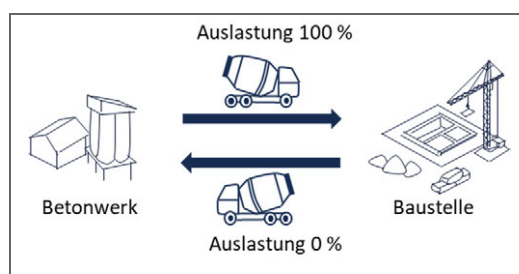 Auslastung 100 %
Betonwerk
Baustelle
Auslastung 0 %